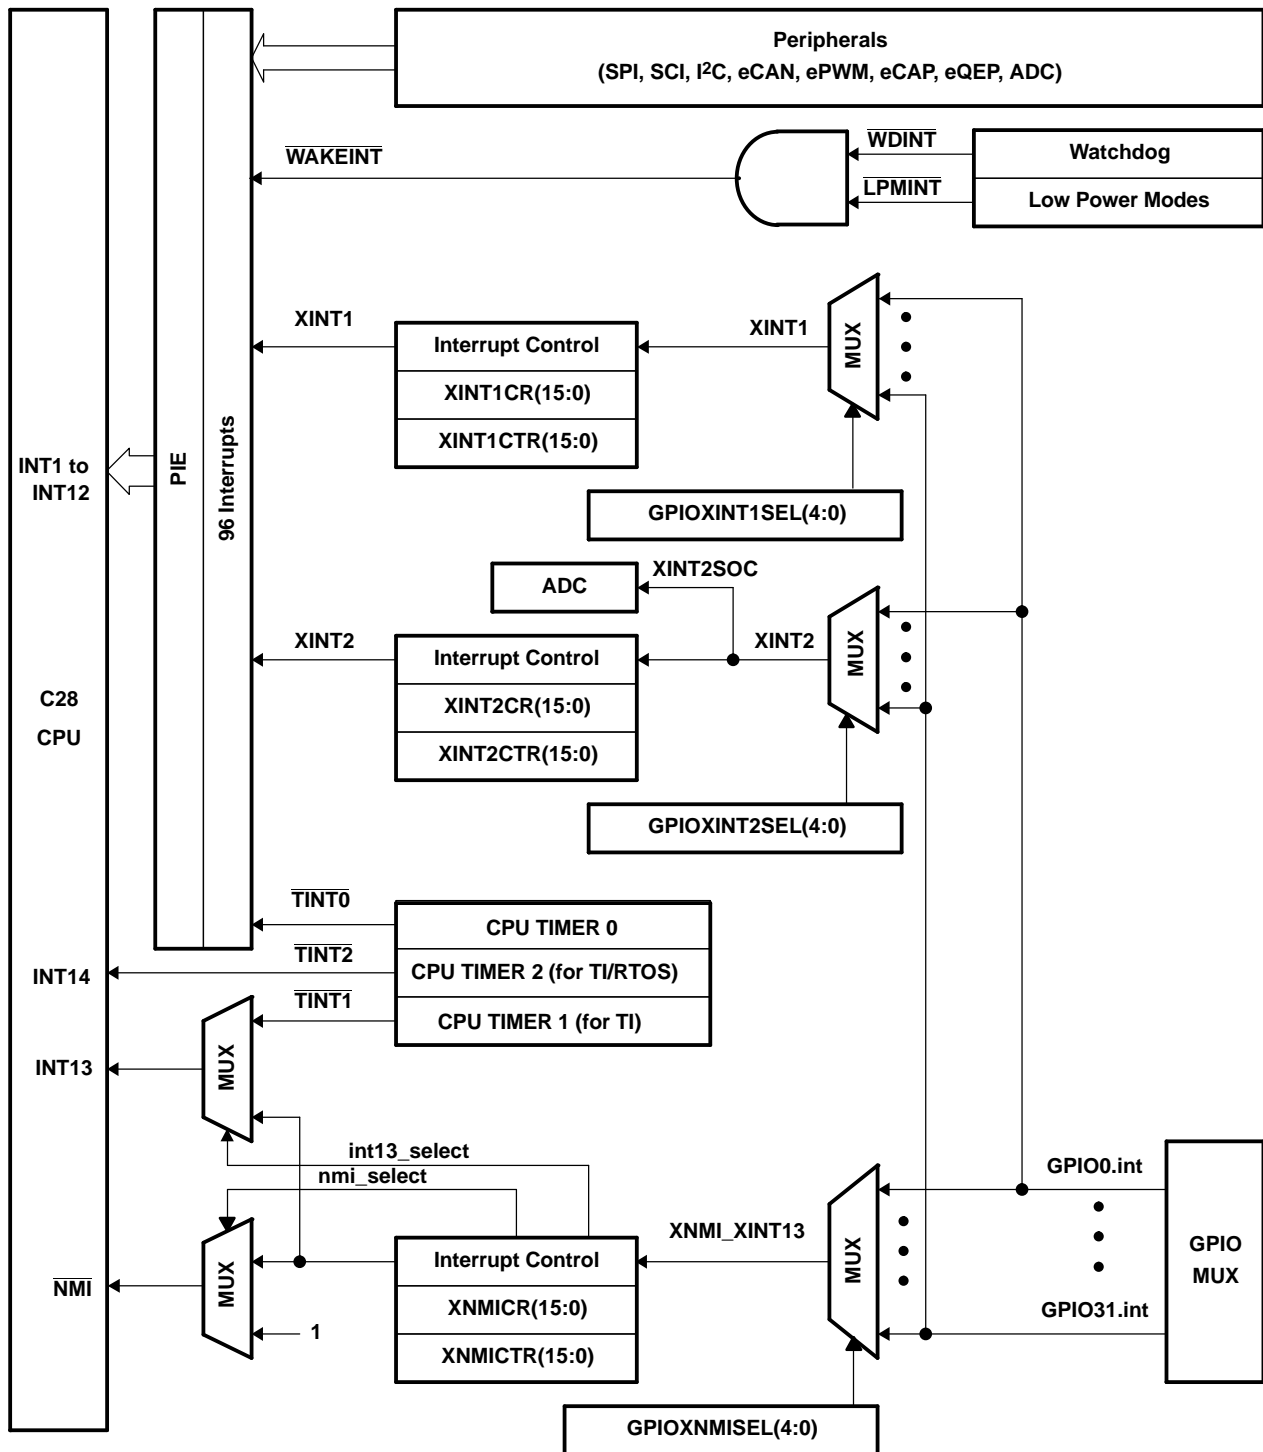 Peripherals
(SPI, SCI, I²C, eCAN, ePWM, eCAP, eQEP, ADC)
WAKEINT
WDINT
Watchdog
LPMINT
Low Power Modes
XINT1
Interrupt Control
XINT1CR(15:0)
XINT1CTR(15:0)
XINT1
MUX
GPIOXINT1SEL(4:0)
INT1 to
INT12
PIE
96 Interrupts
ADC
XINT2SOC
XINT2
Interrupt Control
XINT2CR(15:0)
XINT2CTR(15:0)
XINT2
MUX
GPIOXINT2SEL(4:0)
C28
CPU
TINT0
CPU TIMER 0
TINT2
CPU TIMER 2 (for TI/RTOS)
INT14
TINT1
CPU TIMER 1 (for TI)
INT13
MUX
int13_select
nmi_select
NMI
MUX
1
Interrupt Control
XNMICR(15:0)
XNMICTR(15:0)
XNMI_XINT13
MUX
GPIO0.int
GPIO31.int
GPIO
MUX
GPIOXNMISEL(4:0)